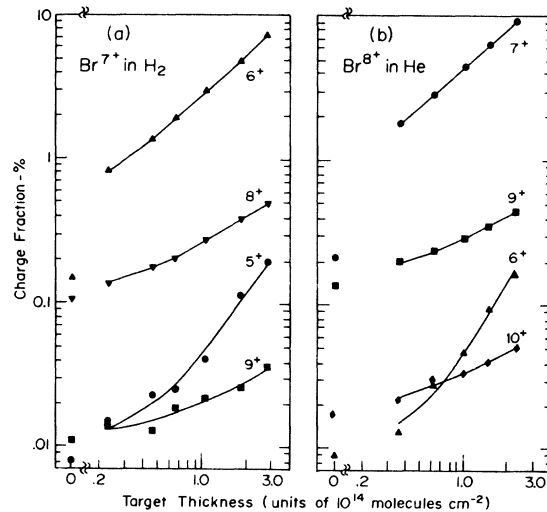 (a)
Br7+ in H2
6+
8+
5+
9+
(b)
Br8+ in He
7+
9+
6+
10+
10
1
0.1
.01
Charge Fraction - %
0 .2 1.0 3.0
0 .2 1.0 3.0
Target Thickness (units of 10^14 molecules cm^-2)